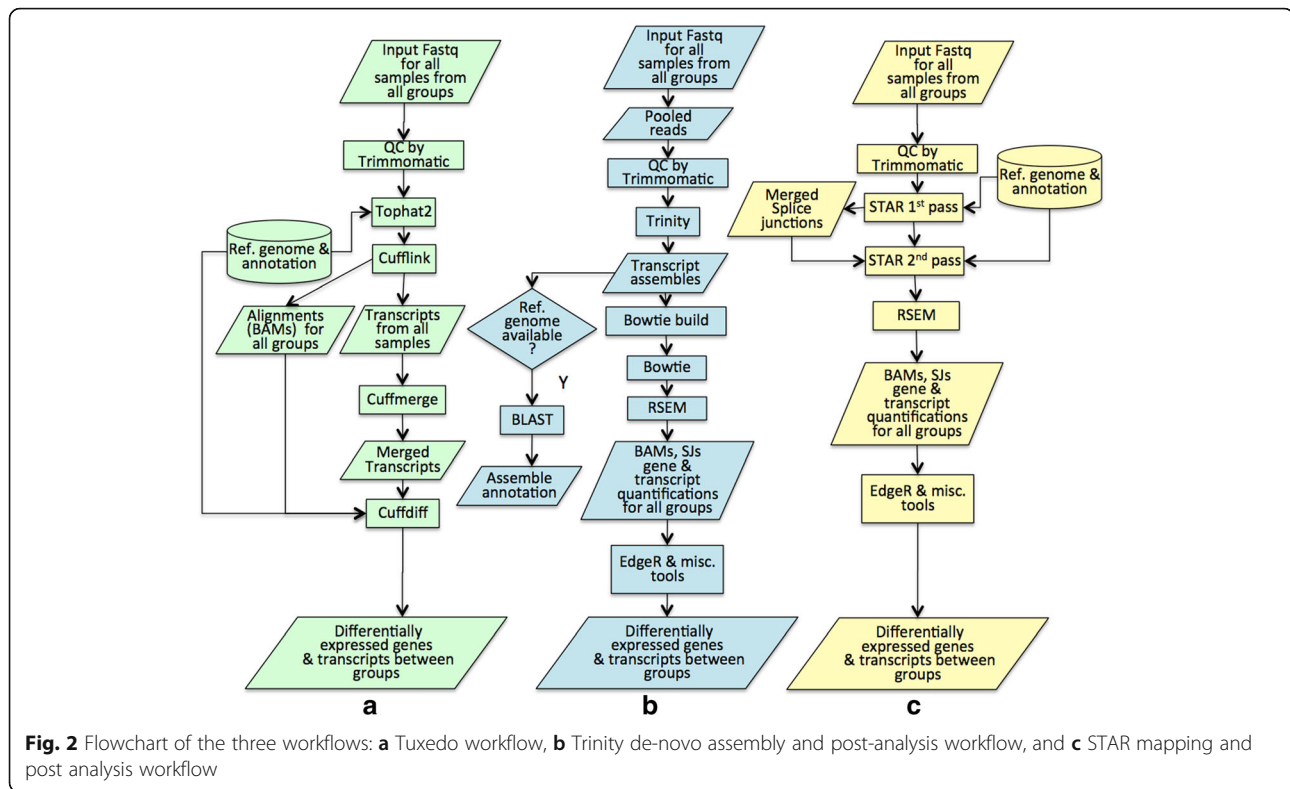 Input Fastq
for all
samples from
all groups
QC by
Trimmomatic
Tophat2
Ref. genome &
annotation
Cufflink
Alignments
(BAMs) for
all groups
Transcripts
from all
samples
Cuffmerge
Merged
Transcripts
Cuffdiff
Differentially
expressed genes
& transcripts between
groups
a
Input Fastq
for all
samples from
all groups
Pooled
reads
QC by
Trimmomatic
Trinity
Transcript
assembles
Ref.
genome
available
?
Y
BLAST
Assemble
annotation
Bowtie build
Bowtie
RSEM
BAMs, SJs
gene &
transcript
quantifications
for all groups
EdgeR & misc.
tools
Differentially
expressed genes
& transcripts between
groups
b
Input Fastq
for all
samples from
all groups
QC by
Trimmomatic
Ref. genome &
annotation
Merged
Splice
junctions
STAR 1st pass
STAR 2nd pass
RSEM
BAMs, SJs
gene &
transcript
quantifications
for all groups
EdgeR & misc.
tools
Differentially
expressed genes
& transcripts between
groups
c
Fig. 2 Flowchart of the three workflows: a Tuxedo workflow, b Trinity de-novo assembly and post-analysis workflow, and c STAR mapping and
post analysis workflow